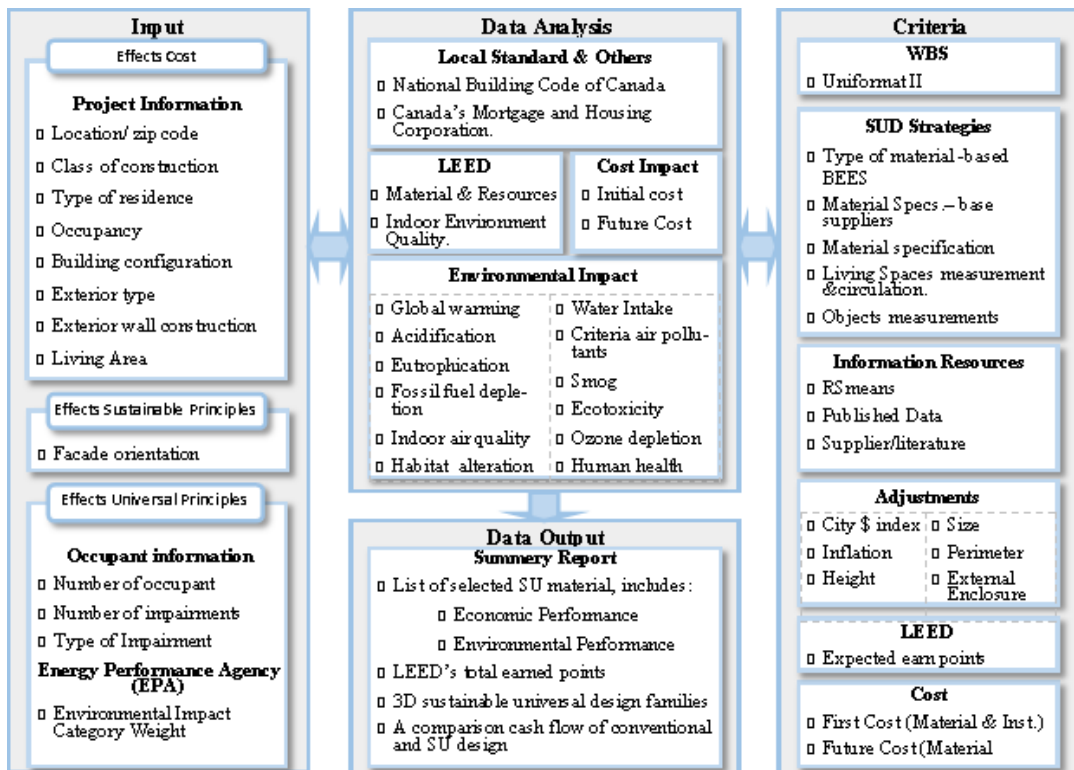 Input
Effects Cost
Project Information
Location/ zip code
Class of construction
Type of residence
Occupancy
Building configuration
Exterior type
Exterior wall construction
Living Area
Effects Sustainable Principles
Facade orientation
Effects Universal Principles
Occupant information
Number of occupant
Number of impairments
Type of Impairment
Energy Performance Agency
(EPA)
Environmental Impact
Category Weight
Data Analysis
Local Standard & Others
National Building Code of Canada
Canada's Mortgage and Housing
Corporation.
LEED
Material & Resources
Indoor Environment
Quality.
Cost Impact
Initial cost
Future Cost
Environmental Impact
Global warming
Acidification
Eutrophication
Fossil fuel deple-
tion
Indoor air quality
Habitat alteration
Water Intake
Criteria air pollu-
tants
Smog
Ecotoxicity
Ozone depletion
Human health
Data Output
Summery Report
List of selected SU material, includes:
Economic Performance
Environmental Performance
LEED's total earned points
3D sustainable universal design families
A comparison cash flow of conventional
and SU design
Criteria
WBS
Uniformat II
SUD Strategies
Type of material-based
BEES
Material Specs.– base
suppliers
Material specification
Living Spaces measurement
&circulation.
Objects measurements
Information Resources
RSmeans
Published Data
Supplier/literature
Adjustments
City $ index
Inflation
Height
Size
Perimeter
External
Enclosure
LEED
Expected earn points
Cost
First Cost (Material & Inst.)
Future Cost (Material